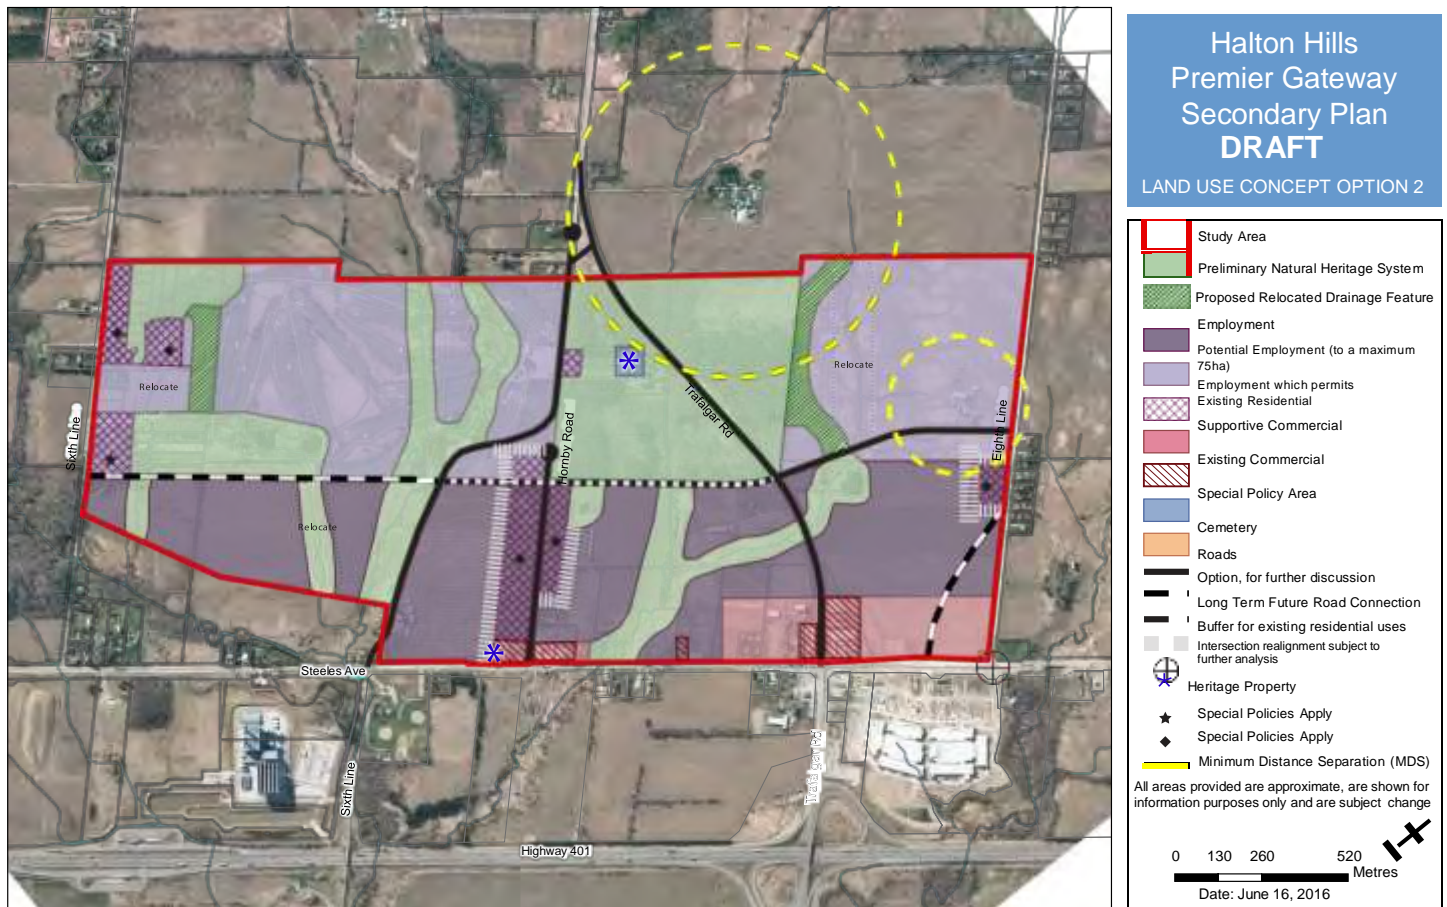 Halton Hills
Premier Gateway
Secondary Plan
DRAFT
LAND USE CONCEPT OPTION 2
Study Area
Preliminary Natural Heritage System
Proposed Relocated Drainage Feature
Employment
Potential Employment (to a maximum
75ha)
Employment which permits
Existing Residential
Supportive Commercial
Existing Commercial
Special Policy Area
Cemetery
Roads
Option, for further discussion
Long Term Future Road Connection
Buffer for existing residential uses
Intersection realignment subject to
further analysis
Heritage Property
Special Policies Apply
Special Policies Apply
Minimum Distance Separation (MDS)
All areas provided are approximate, are shown for
information purposes only and are subject change
0 130 260 520
Metres
Date: June 16, 2016
Relocate
Relocate
Relocate
Sixth Line
Hornby Road
Trafalgar Rd
Eighth Line
Steeles Ave
Sixth Line
Trafalgar Rd
Highway 401